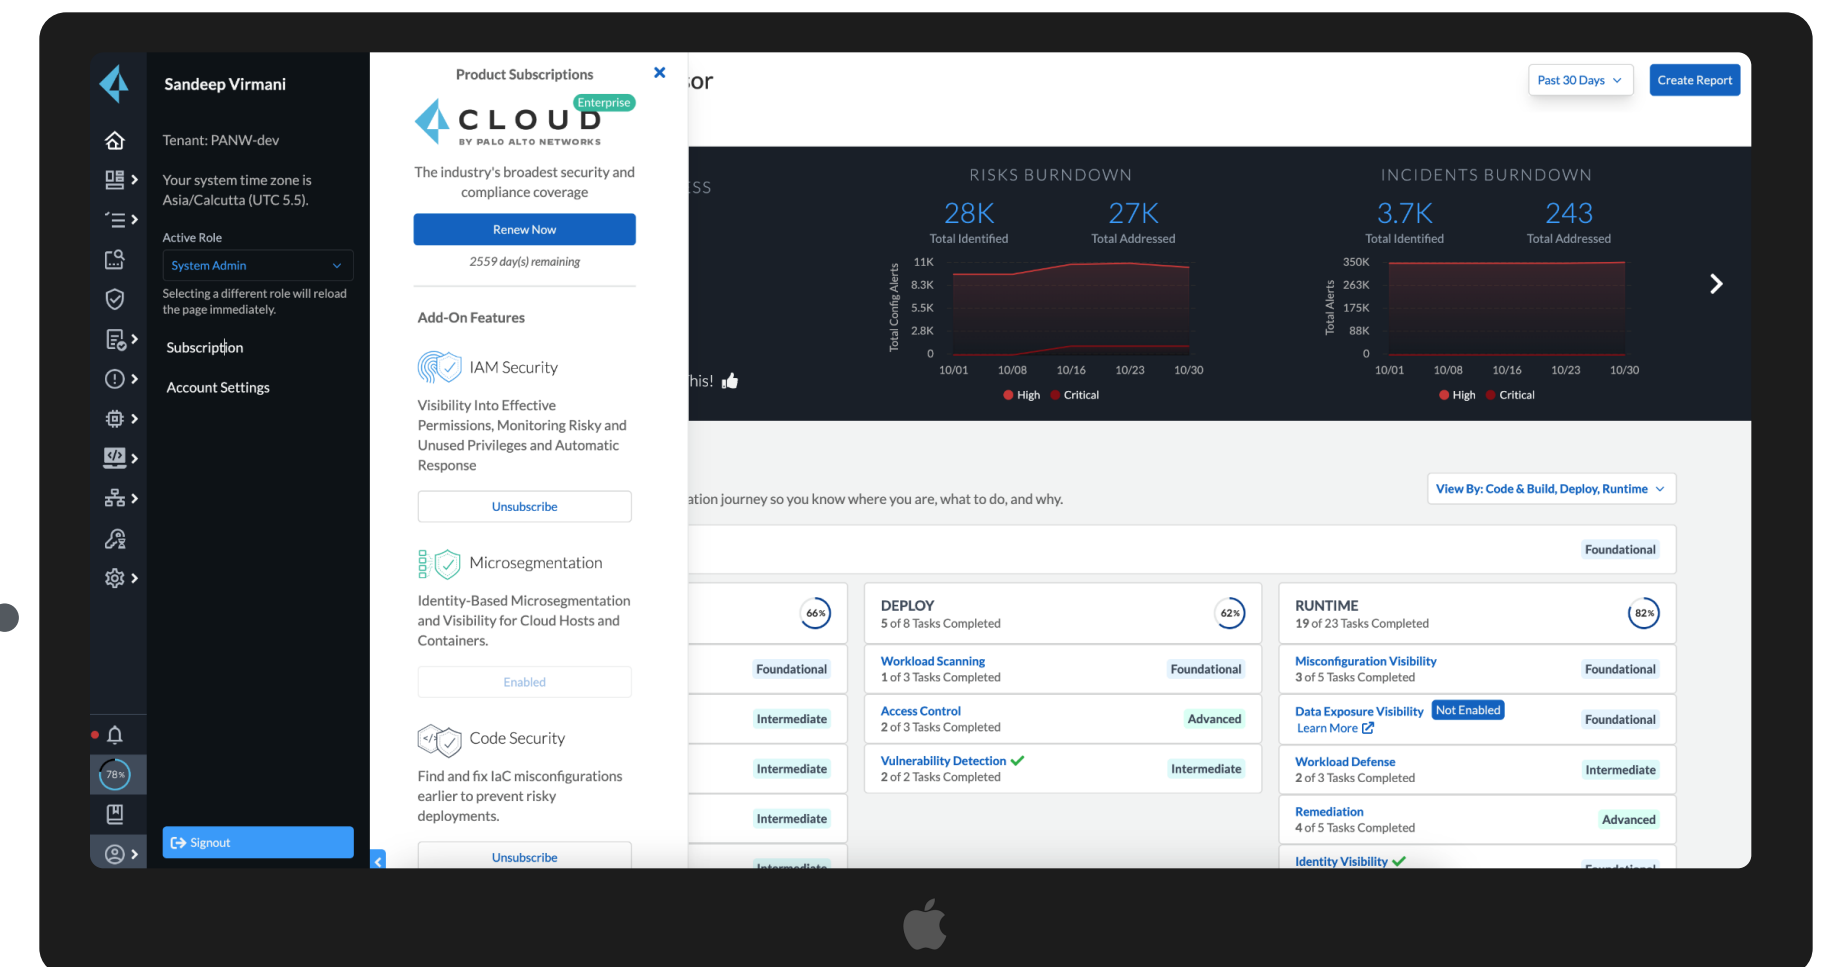 Sandeep Virmani
Tenant: PANW-dev
Your system time zone is
Asia/Calcutta (UTC 5.5).
Active Role
System Admin
Selecting a different role will reload
the page immediately.
Subscription
Account Settings
78%
Signout
Product Subscriptions
Enterprise
CLOUD
BY PALO ALTO NETWORKS
The industry's broadest security and
compliance coverage
Renew Now
2559 day(s) remaining
Add-On Features
IAM Security
Visibility Into Effective
Permissions, Monitoring Risky and
Unused Privileges and Automatic
Response
Unsubscribe
Microsegmentation
Identity-Based Microsegmentation
and Visibility for Cloud Hosts and
Containers.
Enabled
Code Security
Find and fix IaC misconfigurations
earlier to prevent risky
deployments.
Unsubscribe
sor
Past 30 Days
Create Report
ESS
his!
RISKS BURNDOWN
28K 27K
Total Identified Total Addressed
Total Config Alerts
11K
8.3K
5.5K
2.8K
0
10/01 10/08 10/16 10/23 10/30
High Critical
INCIDENTS BURNDOWN
3.7K 243
Total Identified Total Addressed
Total Alerts
350K
263K
175K
88K
0
10/01 10/08 10/16 10/23 10/30
High Critical
ation journey so you know where you are, what to do, and why.
View By: Code & Build, Deploy, Runtime
Foundational
66%
Foundational
Intermediate
Intermediate
Intermediate
Intermediate
DEPLOY
5 of 8 Tasks Completed
62%
Workload Scanning
1 of 3 Tasks Completed
Foundational
Access Control
2 of 3 Tasks Completed
Advanced
Vulnerability Detection
2 of 2 Tasks Completed
Intermediate
RUNTIME
19 of 23 Tasks Completed
82%
Misconfiguration Visibility
3 of 5 Tasks Completed
Foundational
Data Exposure Visibility Not Enabled
Learn More
Foundational
Workload Defense
2 of 3 Tasks Completed
Intermediate
Remediation
4 of 5 Tasks Completed
Advanced
Identity Visibility
Foundational